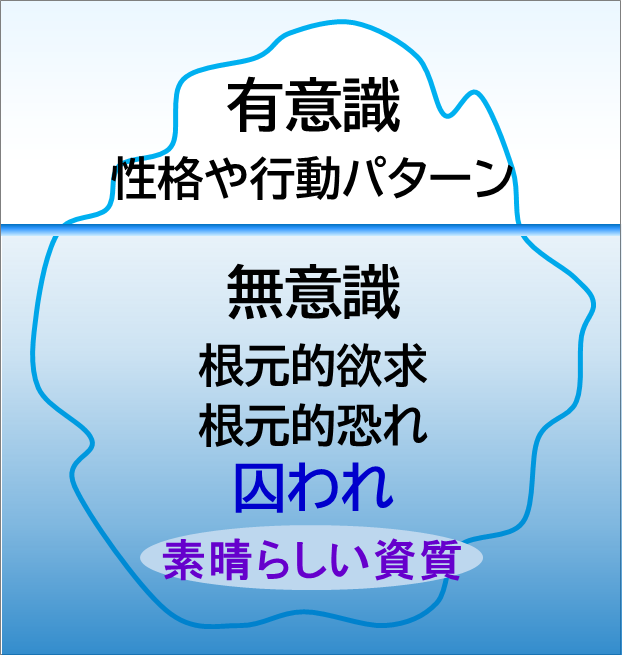 有意識
性格や行動パターン
無意識
根元的欲求
根元的恐れ
囚われ
素晴らしい資質